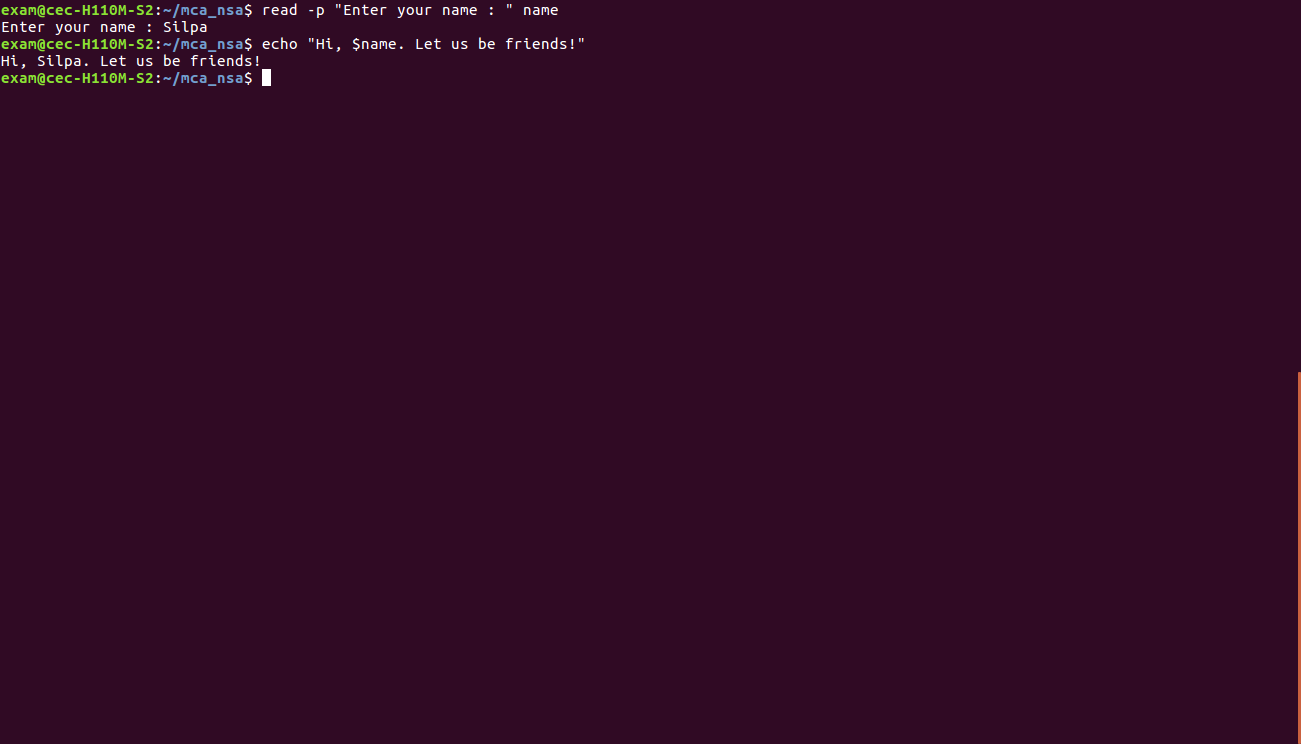 exam@cec-H110M-S2:~/mca_nsa$ read -p "Enter your name : " name
Enter your name : Silpa
exam@cec-H110M-S2:~/mca_nsa$ echo "Hi, $name. Let us be friends!"
Hi, Silpa. Let us be friends!
exam@cec-H110M-S2:~/mca_nsa$